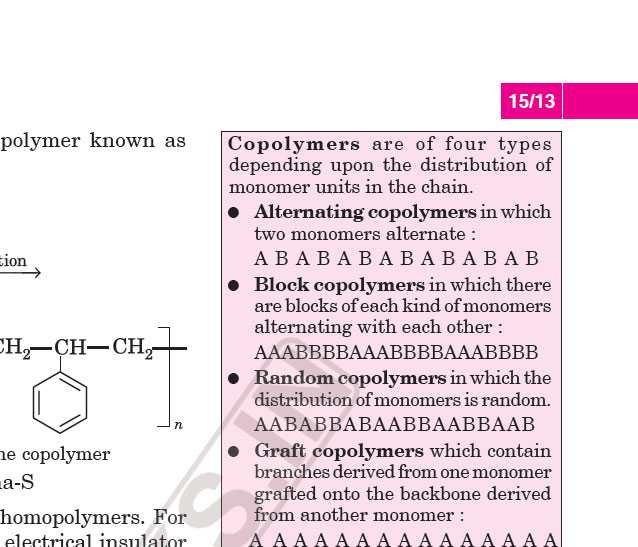 15/13
polymer known as
tion
CH2—CH—CH2
n
ne copolymer
na-S
homopolymers. For
electrical insulator
Copolymers are of four types
depending upon the distribution of
monomer units in the chain.
● Alternating copolymers in which
two monomers alternate :
A B A B A B A B A B A B A B
● Block copolymers in which there
are blocks of each kind of monomers
alternating with each other :
AAABBBBAAABBBBAAABBBB
● Random copolymers in which the
distribution of monomers is random.
AABABBABAABBAABBAAB
● Graft copolymers which contain
branches derived from one monomer
grafted onto the backbone derived
from another monomer :
A A A A A A A A A A A A A A A
S.IN